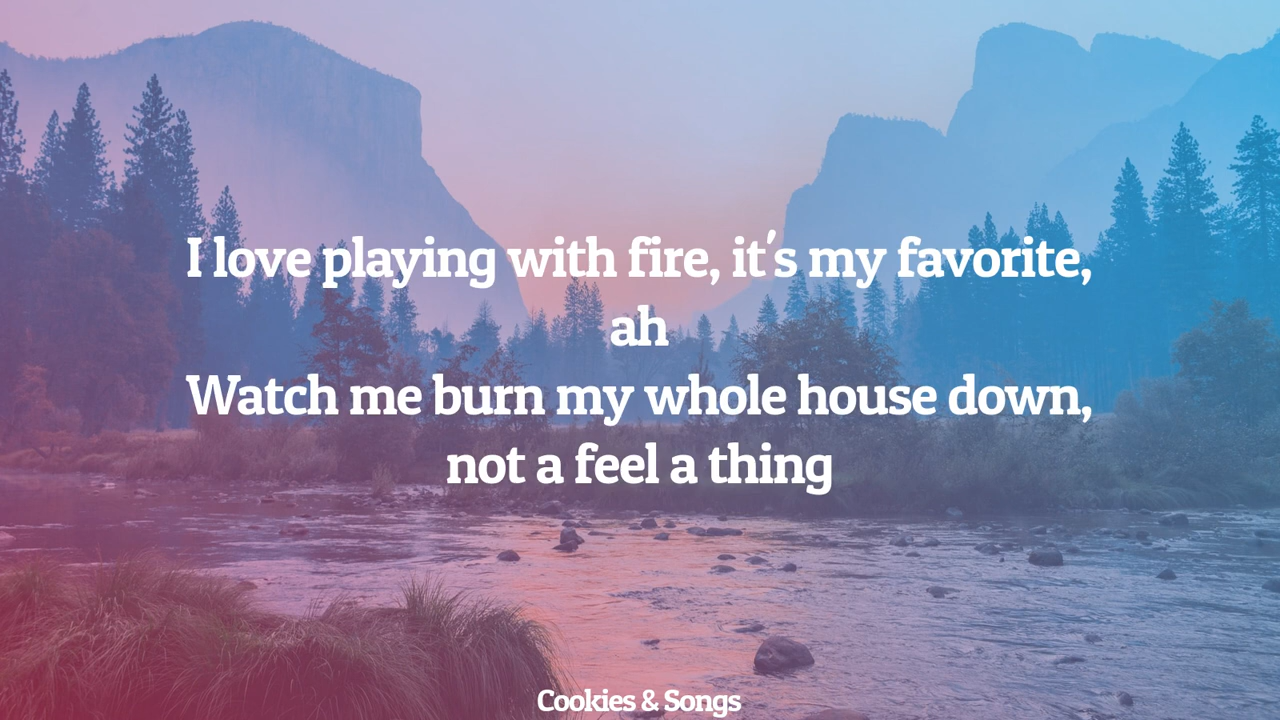 I love playing with fire, it's my favorite,
ah
Watch me burn my whole house down,
not a feel a thing
Cookies & Songs